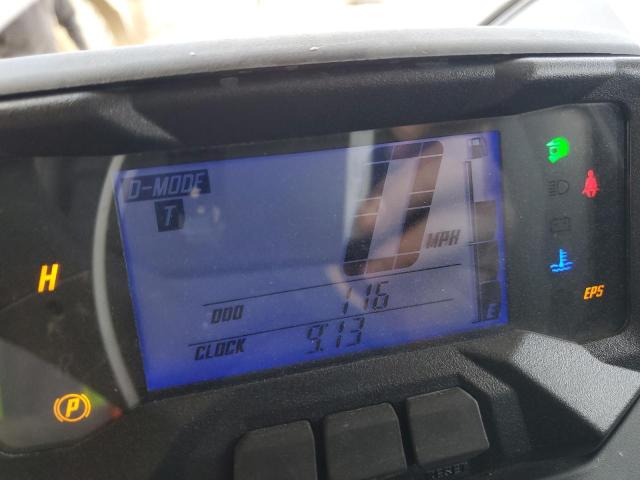 D-MODE
T
0 MPH
H
ODO 116
CLOCK 9:13
E
EPS
P